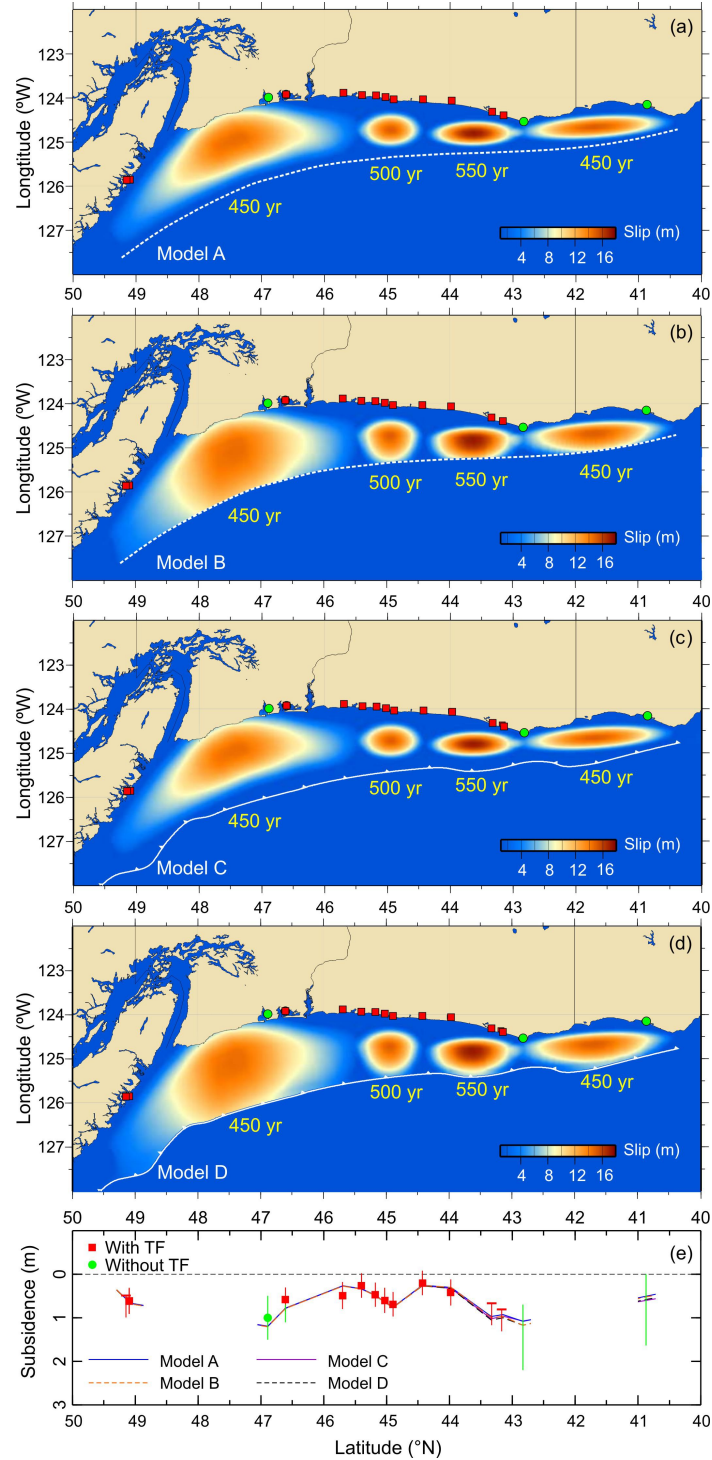 (a)
Longtitude (ºW)
122
123
124
125
126
127
450 yr
500 yr
550 yr
450 yr
Model A
Slip (m)
4 8 12 16
50 49 48 47 46 45 44 43 42 41 40
(b)
Longtitude (ºW)
123
124
125
126
127
450 yr
500 yr
550 yr
450 yr
Model B
Slip (m)
4 8 12 16
50 49 48 47 46 45 44 43 42 41 40
(c)
Longtitude (ºW)
123
124
125
126
127
450 yr
500 yr
550 yr
450 yr
Model C
Slip (m)
4 8 12 16
50 49 48 47 46 45 44 43 42 41 40
(d)
Longtitude (ºW)
123
124
125
126
127
450 yr
500 yr
550 yr
450 yr
Model D
Slip (m)
4 8 12 16
50 49 48 47 46 45 44 43 42 41 40
(e)
With TF
Without TF
Subsidence (m)
0
1
2
3
Model A
Model C
Model B
Model D
50 49 48 47 46 45 44 43 42 41 40
Latitude (°N)